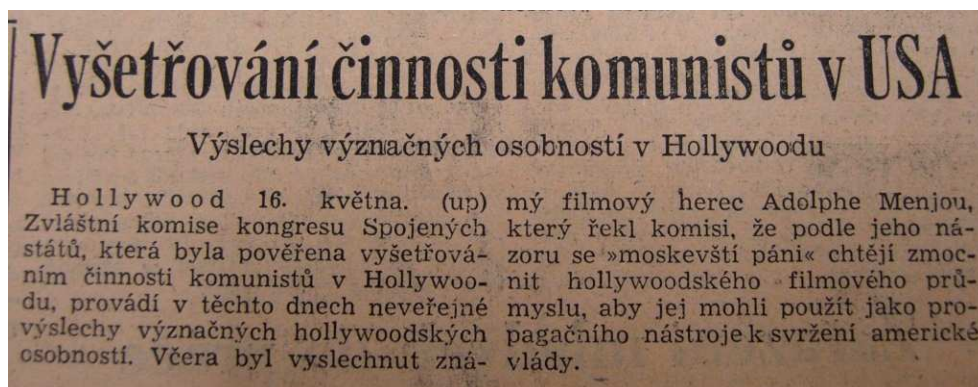 Vyšetřování činnosti komunistů v USA
Výslechy význačných osobností v Hollywoodu
Hollywood 16. května. (up)
Zvláštní komise kongresu Spojených
států, která byla pověřena vyšetřová-
ním činnosti komunistů v Hollywoo-
du, provádí v těchto dnech neveřejné
výslechy význačných hollywoodských
osobností. Včera byl vyslechnut zná-
mý filmový herec Adolphe Menjou,
který řekl komisi, že podle jeho ná-
zoru se »moskevští páni« chtějí zmoc-
nit hollywoodského filmového prů-
myslu, aby jej mohli použít jako pro-
pagačního nástroje k svržení americké
vlády.